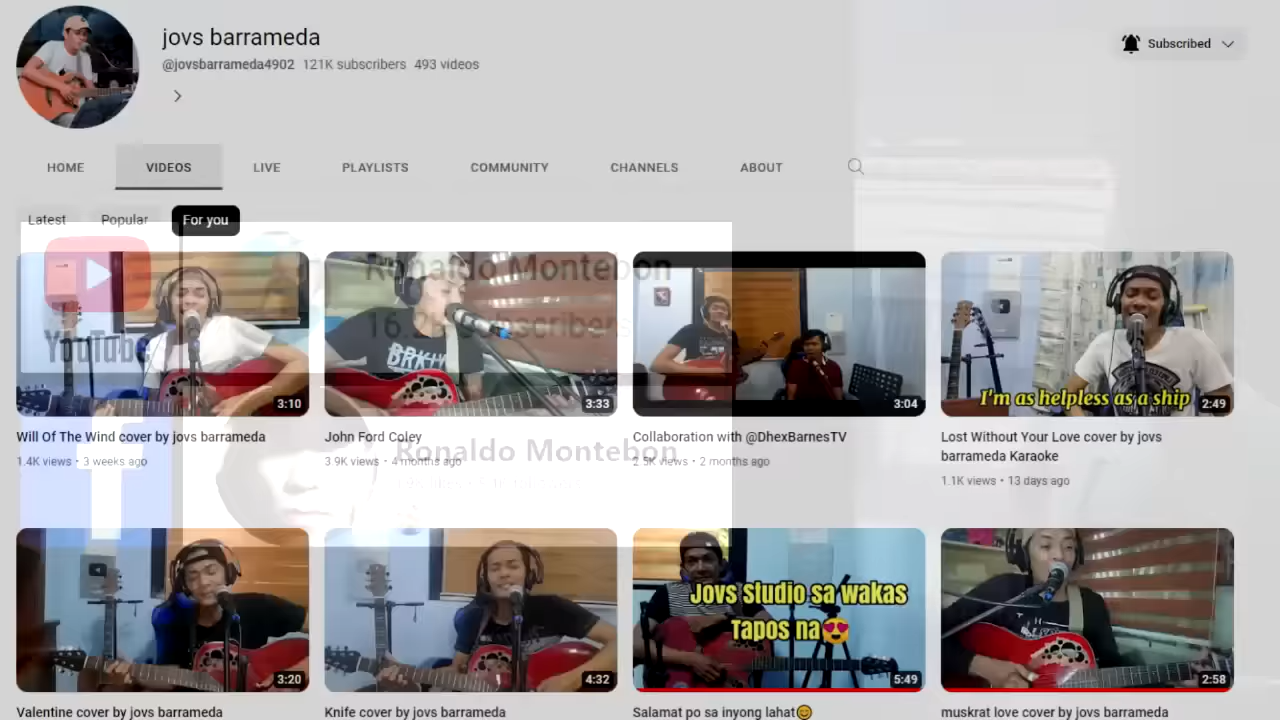 jovs barrameda
@jovsbarrameda4902 121K subscribers 493 videos
Subscribed
HOME VIDEOS LIVE PLAYLISTS COMMUNITY CHANNELS ABOUT
Latest Popular For you
YouTube
Ronaldo Montebon
subscribers
BRKLN
I'm as helpless as a ship
3:10
3:33
3:04
2:49
Will Of The Wind cover by jovs barrameda
1.4K views • 3 weeks ago
John Ford Coley
3.9K views • 4 months ago
Collaboration with @DhexBarnesTV
2.5K views • 2 months ago
Lost Without Your Love cover by jovs
barrameda Karaoke
1.1K views • 13 days ago
Ronaldo Montebon
Jovs studio sa wakas
Tapos na😍
3:20
4:32
5:49
2:58
Valentine cover by jovs barrameda
Knife cover by jovs barrameda
Salamat po sa inyong lahat😊
muskrat love cover by jovs barrameda